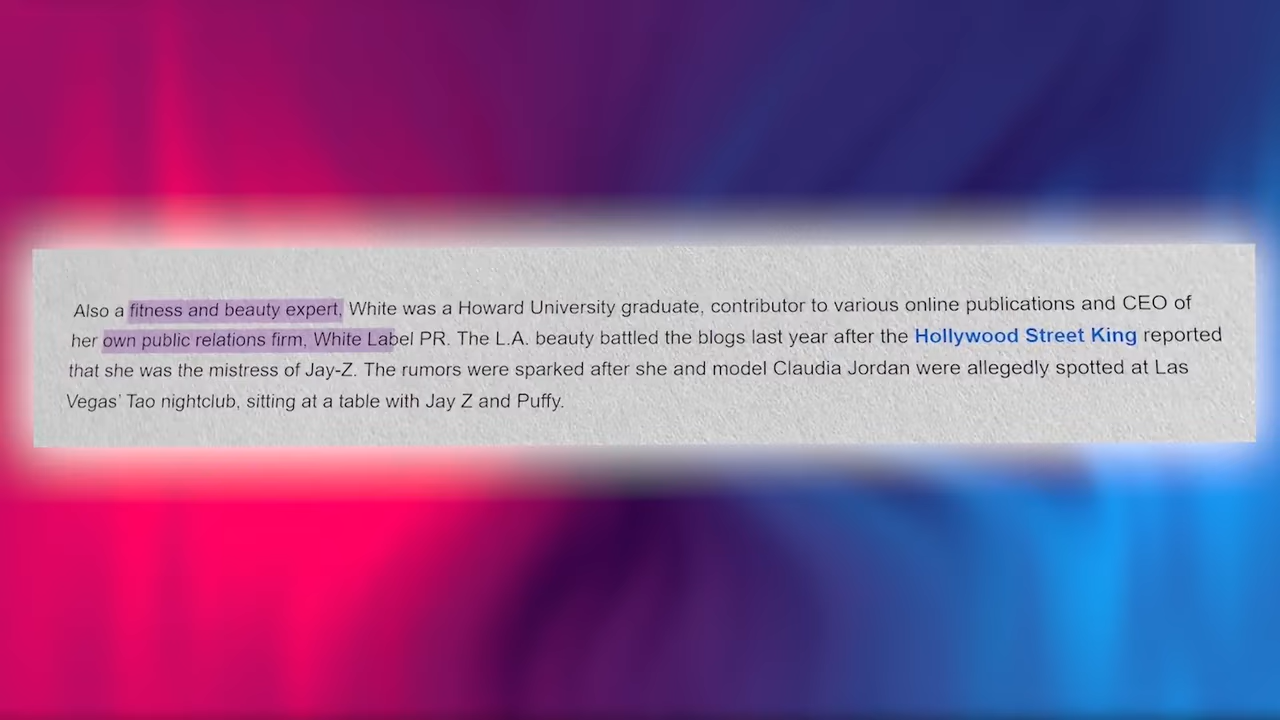 Also a fitness and beauty expert, White was a Howard University graduate, contributor to various online publications and CEO of
her own public relations firm, White Label PR. The L.A. beauty battled the blogs last year after the Hollywood Street King reported
that she was the mistress of Jay-Z. The rumors were sparked after she and model Claudia Jordan were allegedly spotted at Las
Vegas’ Tao nightclub, sitting at a table with Jay Z and Puffy.